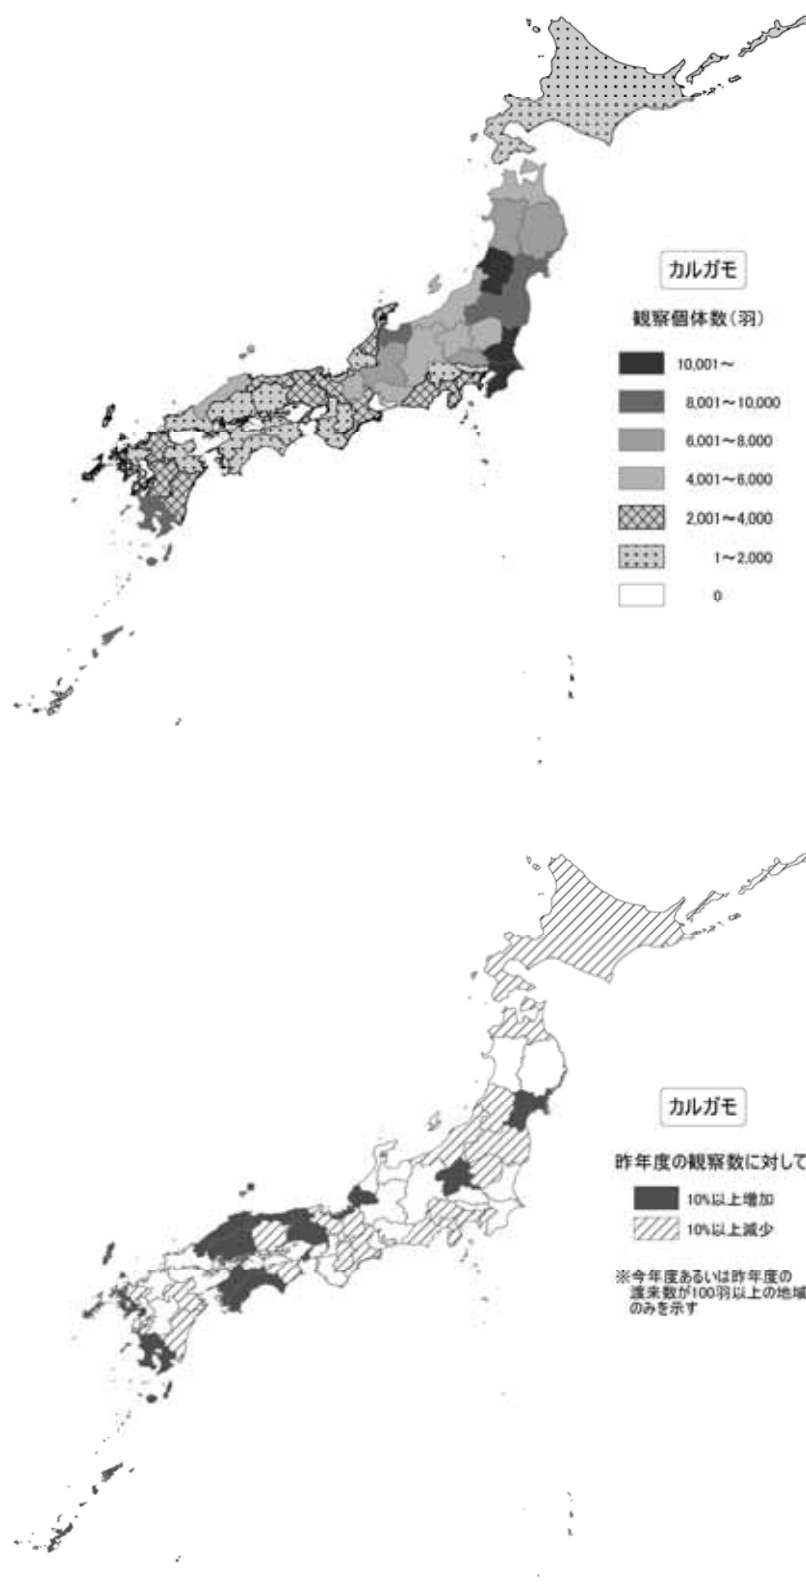 カルガモ
観察個体数(羽)
10,001～
8,001～10,000
6,001～8,000
4,001～6,000
2,001～4,000
1～2,000
0
カルガモ
昨年度の観察数に対して
10%以上増加
10%以上減少
※今年度あるいは昨年度の
渡来数が100羽以上の地域
のみを示す